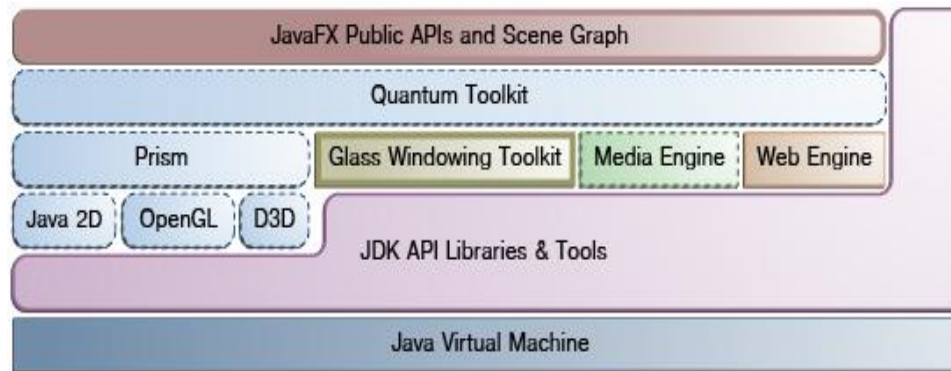 JavaFX Public APIs and Scene Graph
Quantum Toolkit
Prism
Glass Windowing Toolkit
Media Engine
Web Engine
Java 2D
OpenGL
D3D
JDK API Libraries & Tools
Java Virtual Machine